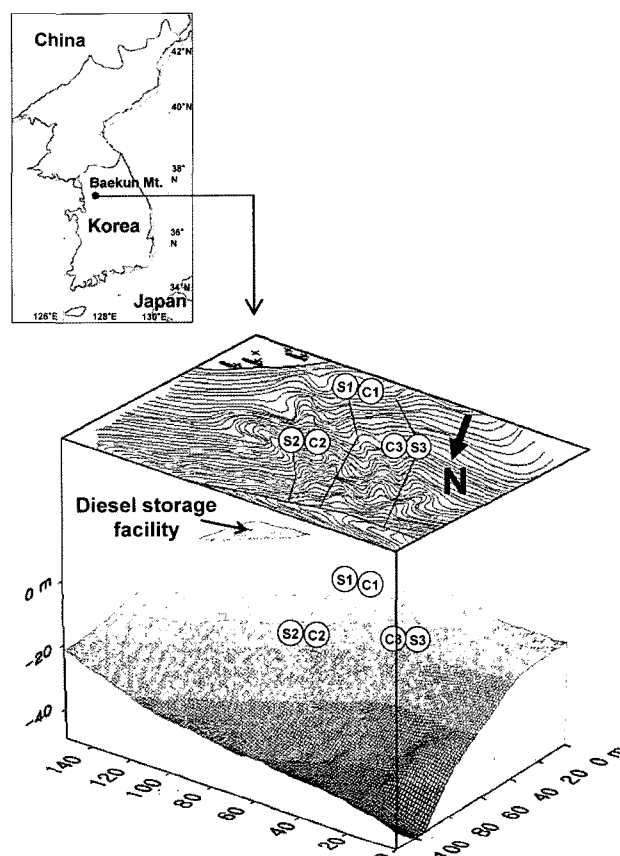 China
42°N
40°N
38°
N
Baekun Mt.
Korea
36°
N
34°N
Japan
126°E
128°E
130°E
S1 C1
S2 C2
C3 S3
N
Diesel storage
facility
S1 C1
0 m
S2 C2
C3 S3
-20
-40
140
120
100
80
60
40
20
0 m
20
40
60
80
100